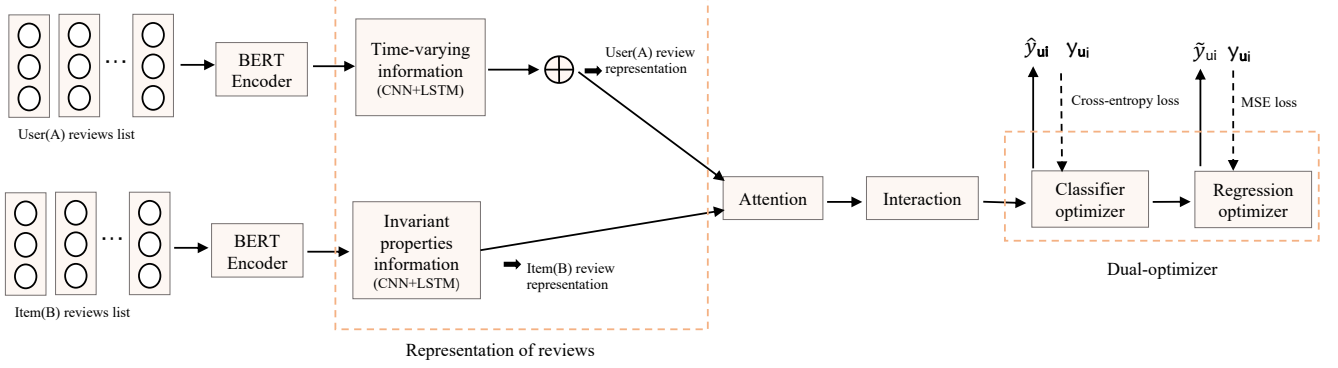 User(A) reviews list
BERT
Encoder
Time-varying
information
(CNN+LSTM)
User(A) review
representation
Item(B) reviews list
BERT
Encoder
Invariant
properties
information
(CNN+LSTM)
Item(B) review
representation
Representation of reviews
Attention
Interaction
ŷui yui
Cross-entropy loss
Classifier
optimizer
ỹui yui
MSE loss
Regression
optimizer
Dual-optimizer